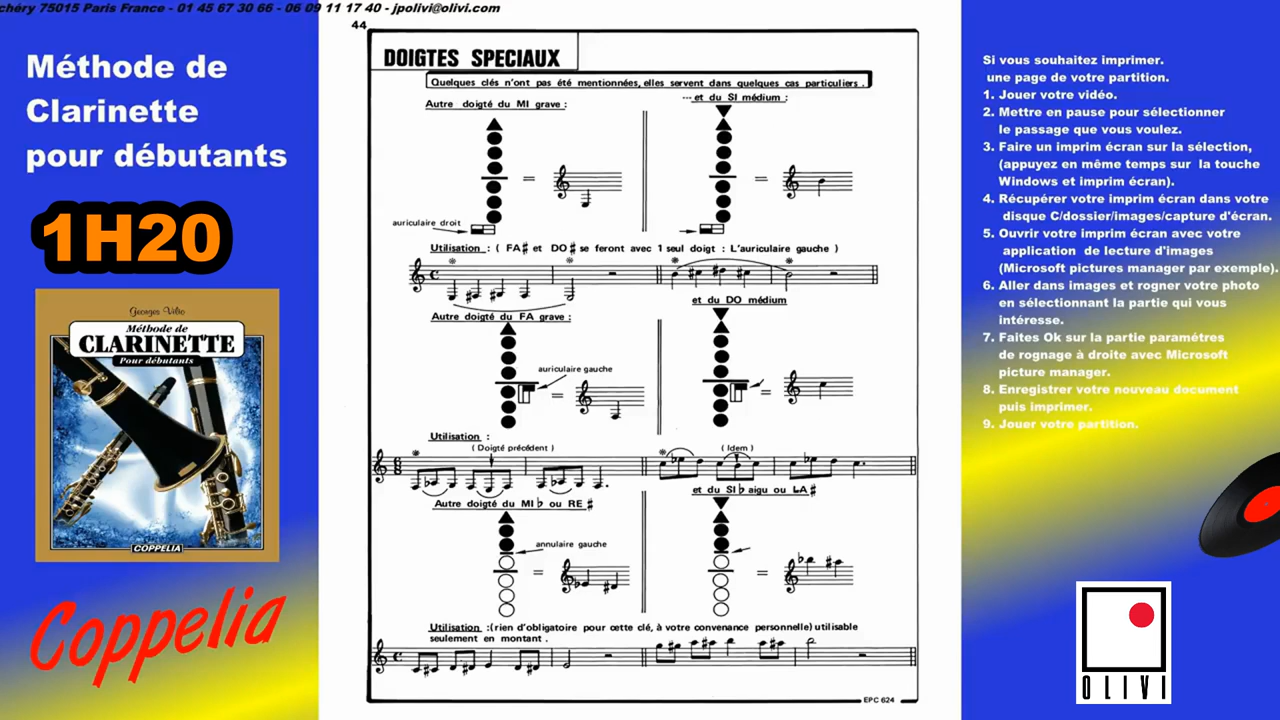 chéry 75015 Paris France - 01 45 67 30 66 - 06 09 11 17 40 - jpolivi@olivi.com
Méthode de
Clarinette
pour débutants
1H20
Georges Vilbo
Méthode de
CLARINETTE
Pour débutants
COPPELIA
Coppelia
44
DOIGTES SPECIAUX
Quelques clés n'ont pas été mentionnées, elles servent dans quelques cas particuliers.
Autre doigté du MI grave :
--- et du SI médium :
=
=
auriculaire droit
Utilisation : ( FA♯ et DO♯ se feront avec 1 seul doigt : L'auriculaire gauche )
Autre doigté du FA grave :
et du DO médium
auriculaire gauche
=
=
Utilisation :
( Doigté précédent )
( Idem )
Autre doigté du MI♭ ou RE♯
et du SI♭ aigu ou LA♯
annulaire gauche
=
=
Utilisation :(rien d'obligatoire pour cette clé, à votre convenance personnelle) utilisable
seulement en montant .
EPC 624
Si vous souhaitez imprimer.
une page de votre partition.
1. Jouer votre vidéo.
2. Mettre en pause pour sélectionner
le passage que vous voulez.
3. Faire un imprim écran sur la sélection,
(appuyez en même temps sur la touche
Windows et imprim écran).
4. Récupérer votre imprim écran dans votre
disque C/dossier/images/capture d'écran.
5. Ouvrir votre imprim écran avec votre
application de lecture d'images
(Microsoft pictures manager par exemple).
6. Aller dans images et rogner votre photo
en sélectionnant la partie qui vous
intéresse.
7. Faites Ok sur la partie paramétres
de rognage à droite avec Microsoft
picture manager.
8. Enregistrer votre nouveau document
puis imprimer.
9. Jouer votre partition.
OLIVI